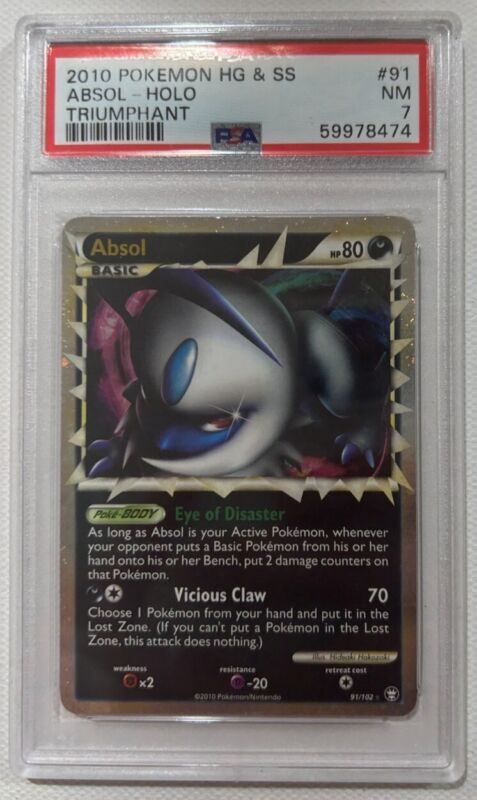 2010 POKEMON HG & SS #91
ABSOL - HOLO NM
TRIUMPHANT 7
PSA 59978474
Absol HP 80
BASIC
Poké-BODY Eye of Disaster
As long as Absol is your Active Pokémon, whenever
your opponent puts a Basic Pokémon from his or her
hand onto his or her Bench, put 2 damage counters on
that Pokémon.
Vicious Claw 70
Choose 1 Pokémon from your hand and put it in the
Lost Zone. (If you can't put a Pokémon in the Lost
Zone, this attack does nothing.)
Illus. Hideaki Hakozaki
weakness resistance retreat cost
×2 -20
©2010 Pokémon/Nintendo 91/102